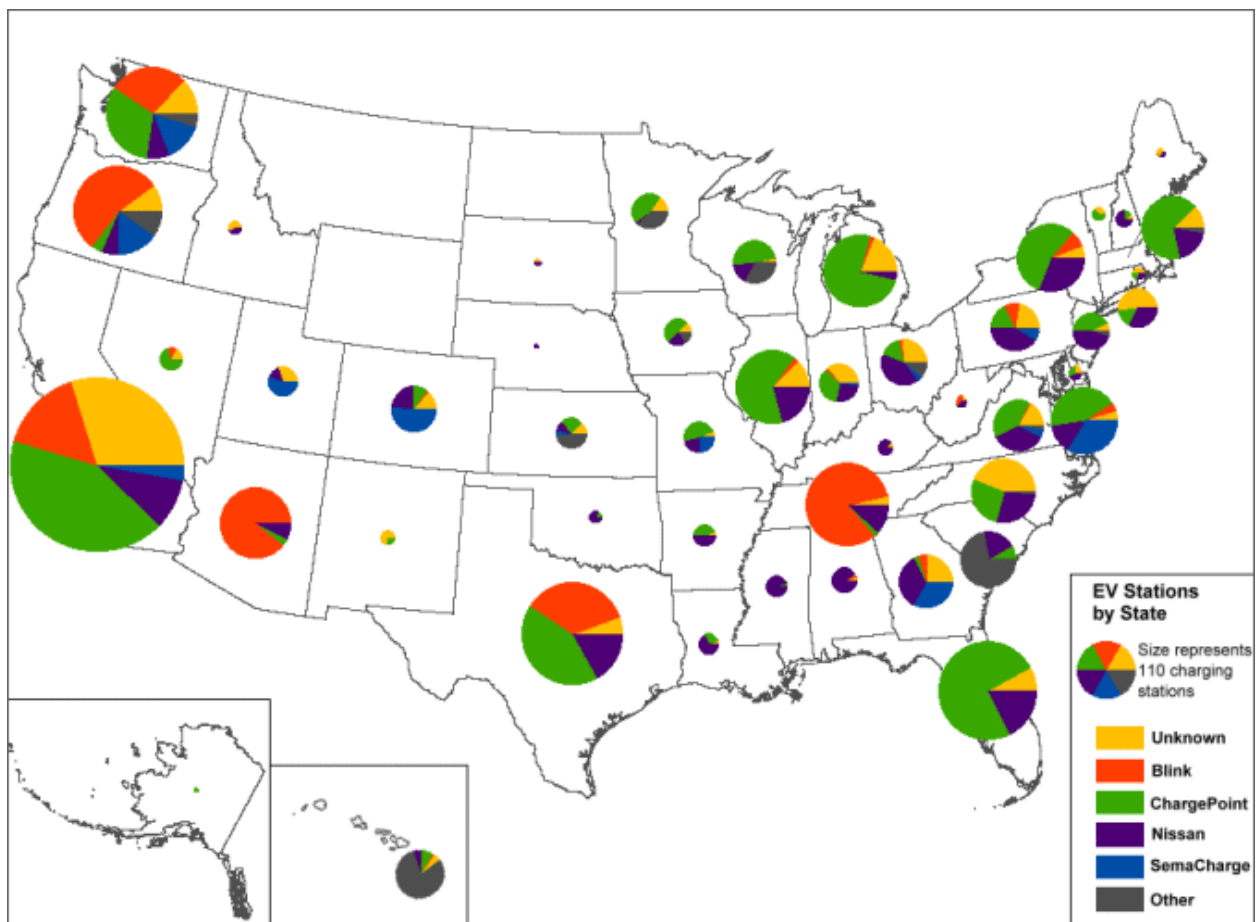 EV Stations
by State
Size represents
110 charging
stations
Unknown
Blink
ChargePoint
Nissan
SemaCharge
Other